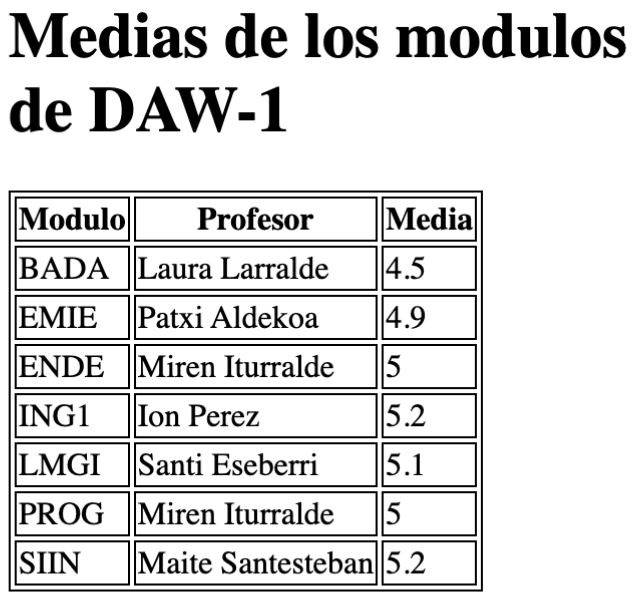 Medias de los modulos
de DAW-1
Modulo Profesor Media
BADA Laura Larralde 4.5
EMIE Patxi Aldekoa 4.9
ENDE Miren Iturralde 5
ING1 Ion Perez 5.2
LMGI Santi Eseberri 5.1
PROG Miren Iturralde 5
SIIN Maite Santesteban 5.2